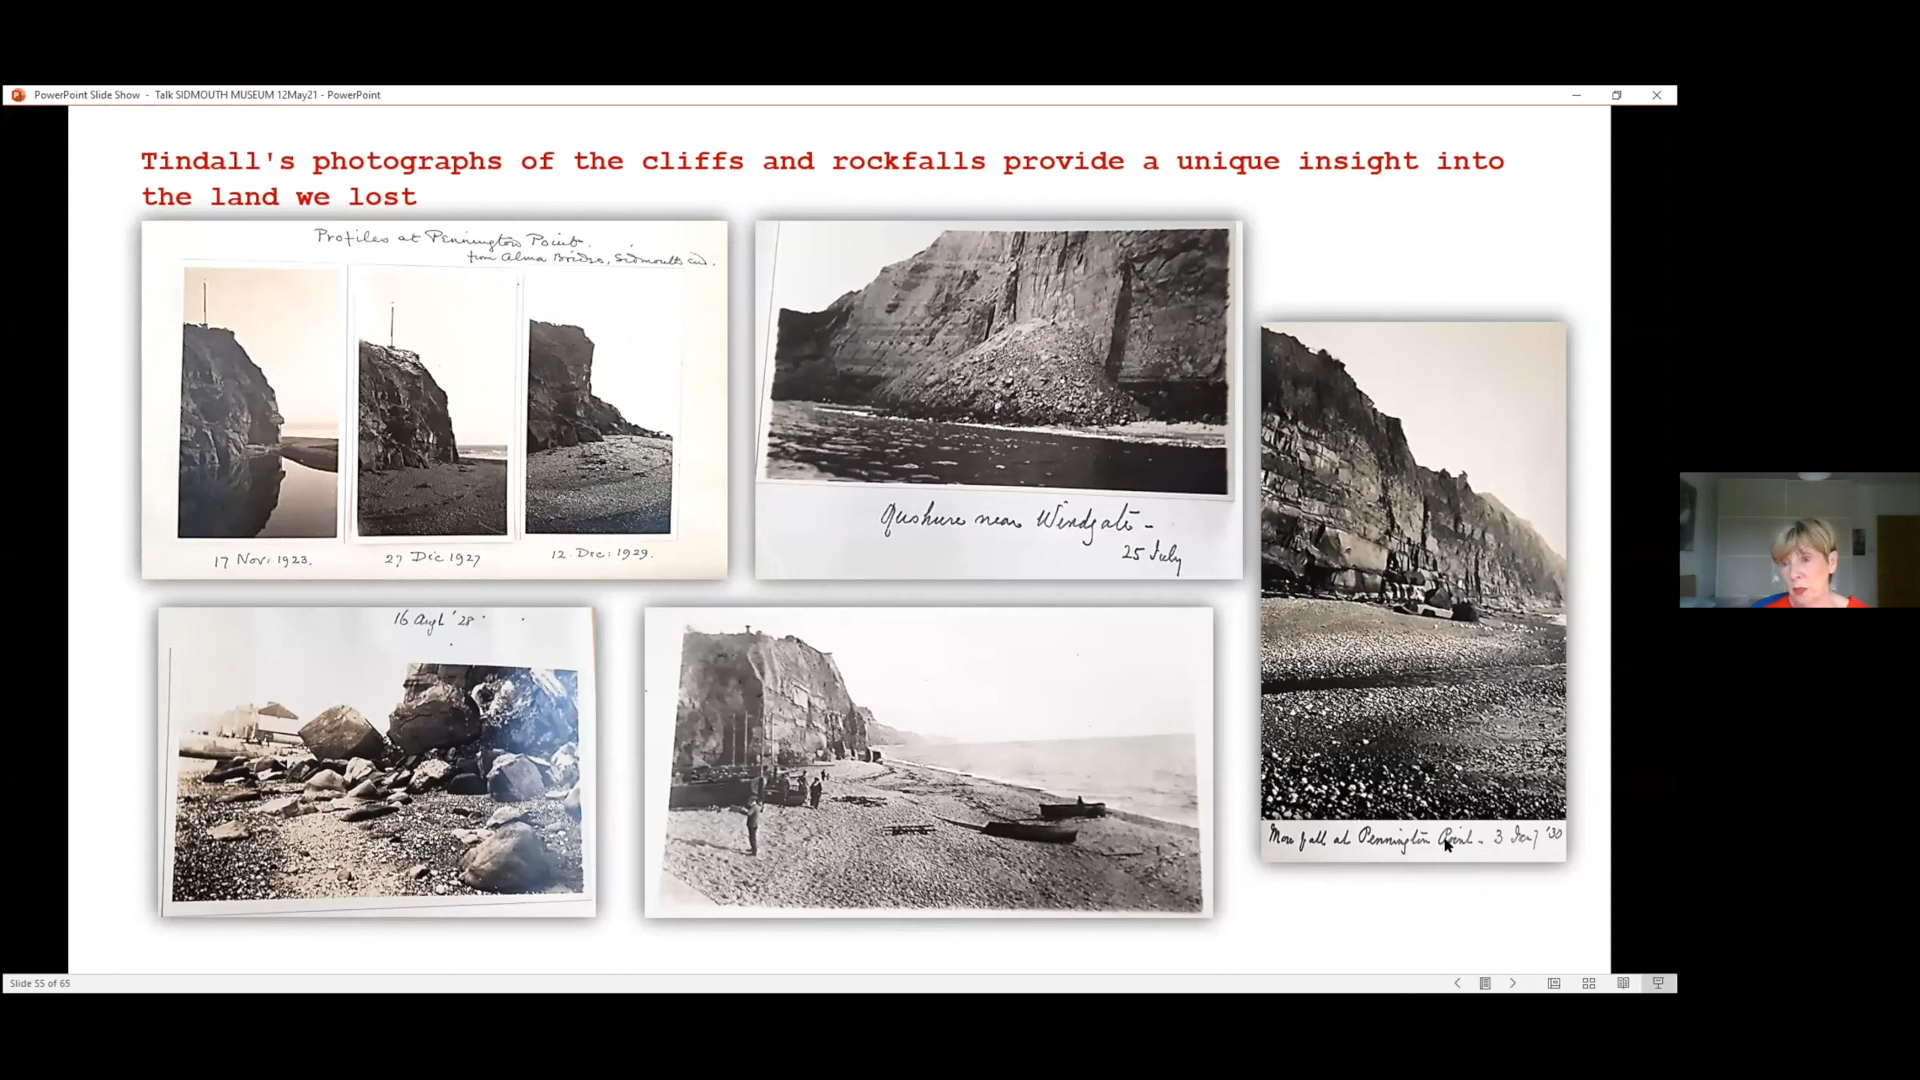 PowerPoint Slide Show - Talk SIDMOUTH MUSEUM 12May21 - PowerPoint
Tindall's photographs of the cliffs and rockfalls provide a unique insight into
the land we lost
Profiles at Pennington Point.
from Alma Bridge, Sidmouth
17 Nov: 1923.
27 Dec 1927
12 Dec: 1929.
near Windgate -
25 July
16 Augt '28
More fall at Pennington Point - 3 Jany '30
Slide 55 of 65